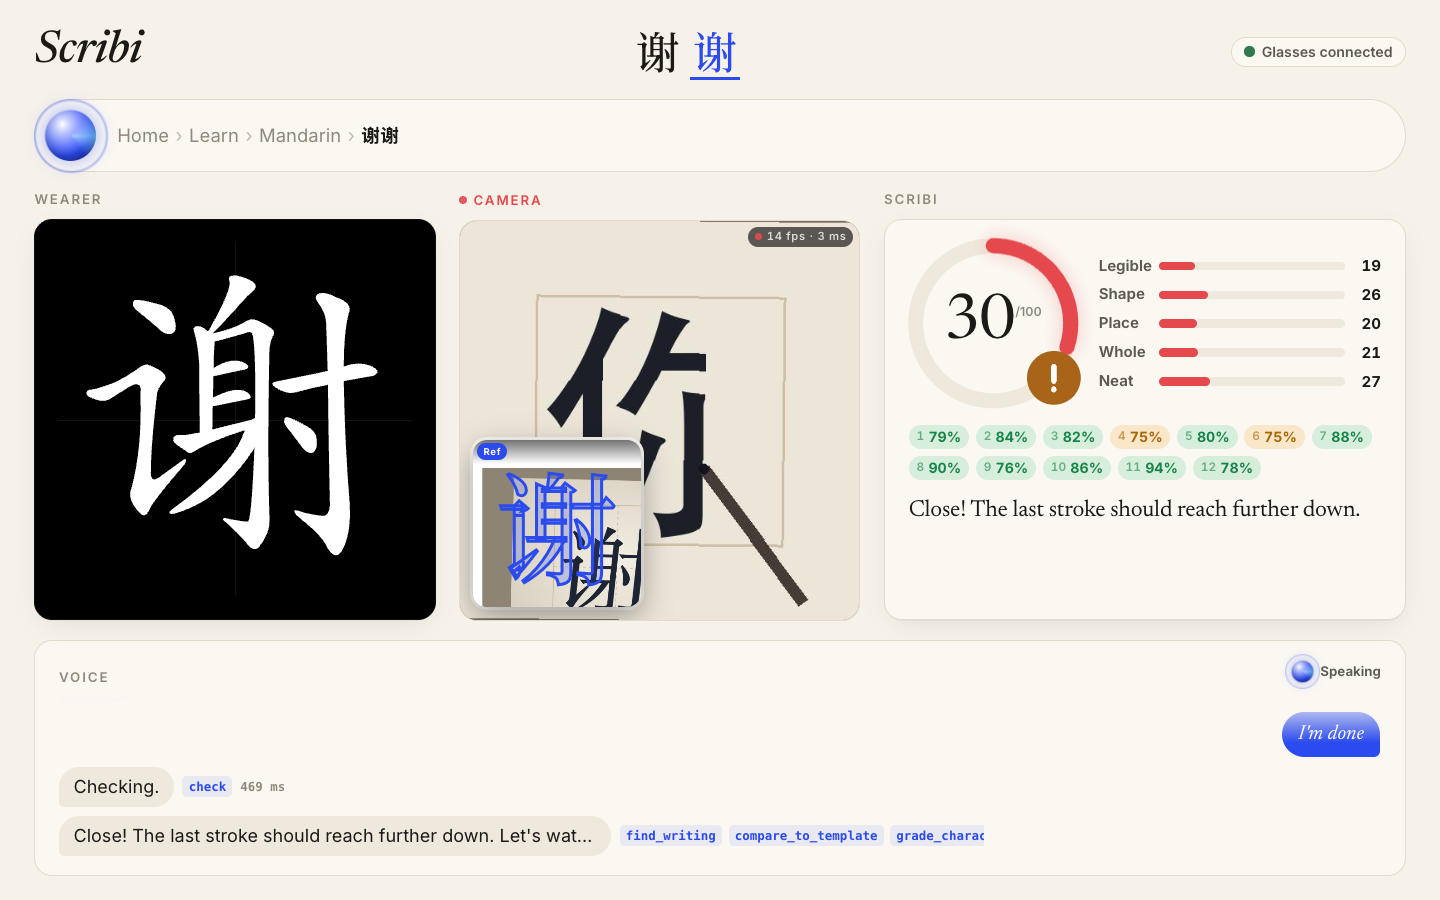 Scribi
谢 谢
Glasses connected
Home › Learn › Mandarin › 谢谢
WEARER
谢
CAMERA
14 fps · 3 ms
你
Ref
谢
谢
SCRIBI
30/100
Legible 19
Shape 26
Place 20
Whole 21
Neat 27
1 79% 2 84% 3 82% 4 75% 5 80% 6 75% 7 88%
8 90% 9 76% 10 86% 11 94% 12 78%
Close! The last stroke should reach further down.
VOICE
Speaking
I'm done
Checking. check 469 ms
Close! The last stroke should reach further down. Let's wat... find_writing compare_to_template grade_charac